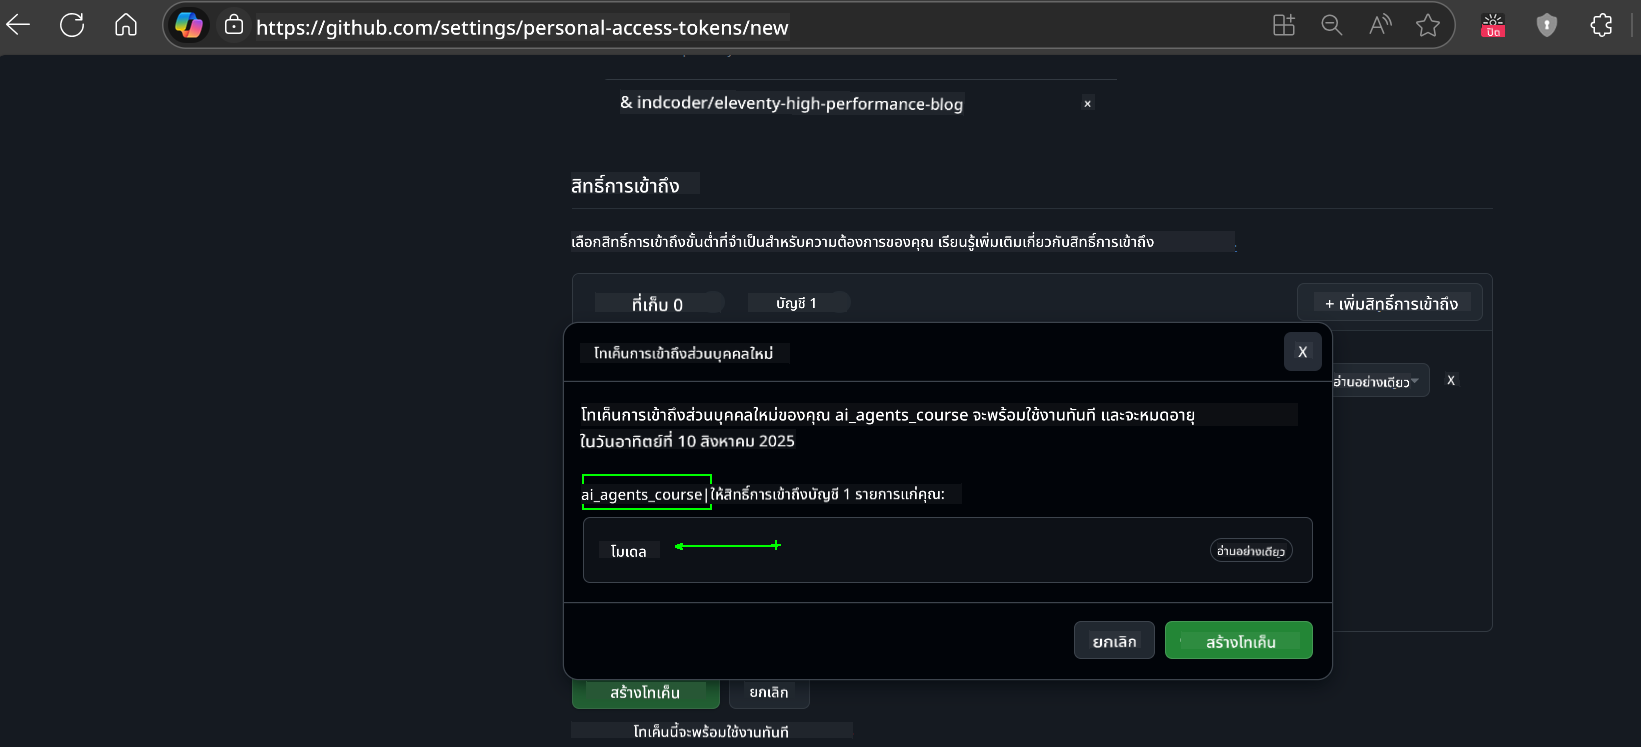 https://github.com/settings/personal-access-tokens/new
ปิด
& indcoder/eleventy-high-performance-blog
x
สิทธิ์การเข้าถึง
เลือกสิทธิ์การเข้าถึงขั้นต่ำที่จำเป็นสำหรับความต้องการของคุณ เรียนรู้เพิ่มเติมเกี่ยวกับสิทธิ์การเข้าถึง
ที่เก็บ 0
บัญชี 1
+ เพิ่มสิทธิ์การเข้าถึง
โทเค็นการเข้าถึงส่วนบุคคลใหม่
X
อ่านอย่างเดียว
X
โทเค็นการเข้าถึงส่วนบุคคลใหม่ของคุณ ai_agents_course จะพร้อมใช้งานทันที และจะหมดอายุ
ในวันอาทิตย์ที่ 10 สิงหาคม 2025
ai_agents_course|ให้สิทธิ์การเข้าถึงบัญชี 1 รายการแก่คุณ:
โมเดล
อ่านอย่างเดียว
ยกเลิก
สร้างโทเค็น
สร้างโทเค็น
ยกเลิก
โทเค็นนี้จะพร้อมใช้งานทันที